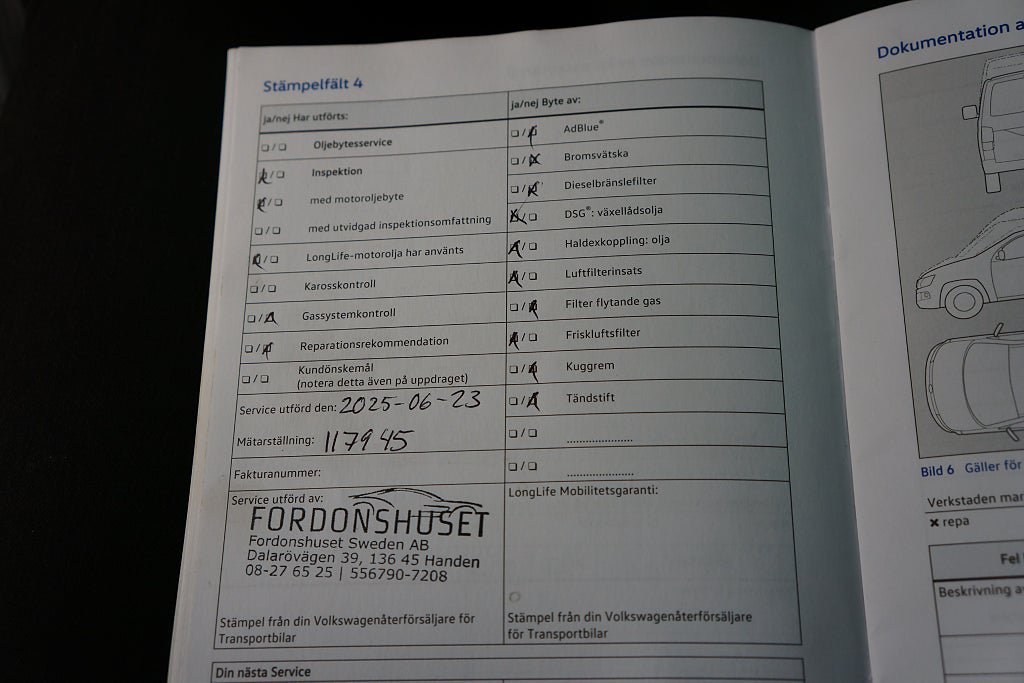 Stämpelfält 4
ja/nej Har utförts:
Oljebytesservice
Inspektion
med motoroljebyte
med utvidgad inspektionsomfattning
LongLife-motorolja har använts
Karosskontroll
Gassystemkontroll
Reparationsrekommendation
Kundönskemål
(notera detta även på uppdraget)
Service utförd den: 2025-06-23
Mätarställning: 117945
Fakturanummer:
Service utförd av:
FORDONSHUSET
Fordonshuset Sweden AB
Dalarövägen 39, 136 45 Handen
08-27 65 25 | 556790-7208
Stämpel från din Volkswagenåterförsäljare för
Transportbilar
ja/nej Byte av:
AdBlue®
Bromsvätska
Dieselbränslefilter
DSG®: växellådsolja
Haldexkoppling: olja
Luftfilterinsats
Filter flytande gas
Friskluftsfilter
Kuggrem
Tändstift
LongLife Mobilitetsgaranti:
Stämpel från din Volkswagenåterförsäljare
för Transportbilar
Din nästa Service
Dokumentation
Bild 6 Gäller för
Verkstaden
✖ repa
Fel
Beskrivning